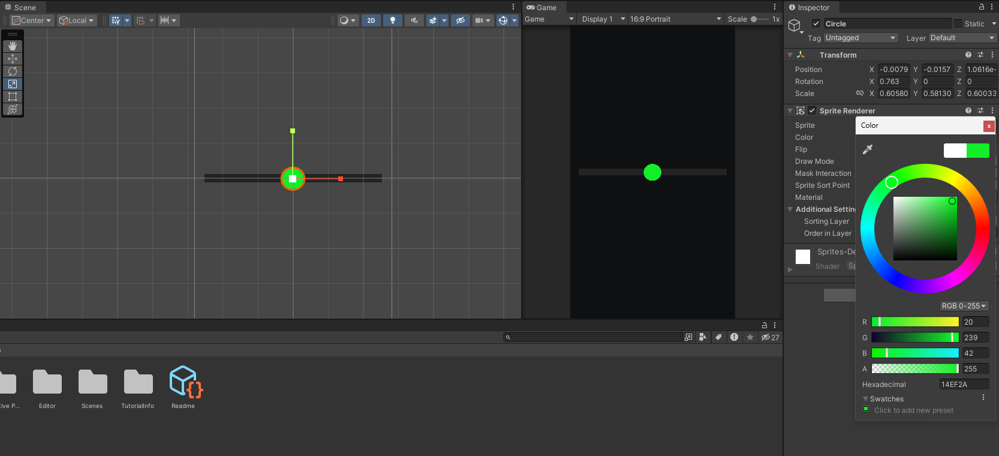 Scene
Center
Local
2D
Game
Game
Display 1
16:9 Portrait
Scale
1x
Inspector
Circle
Static
Tag
Untagged
Layer
Default
Transform
Position
X
-0.0079
Y
-0.0157
Z
1.0616e-
Rotation
X
0.763
Y
0
Z
0
Scale
X
0.60580
Y
0.58130
Z
0.60033
Sprite Renderer
Sprite
Color
Flip
Draw Mode
Mask Interaction
Sprite Sort Point
Material
Additional Setting
Sorting Layer
Order in Layer
Sprites-De
Shader
Sp
Color
RGB 0-255
R
20
G
239
B
42
A
255
Hexadecimal
14EF2A
Swatches
Click to add new preset
27
tive P...
Editor
Scenes
TutorialInfo
Readme